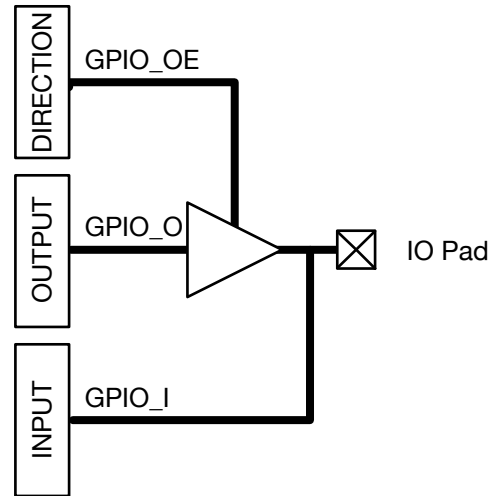 DIRECTION
GPIO_OE
OUTPUT
GPIO_O
IO Pad
INPUT
GPIO_I